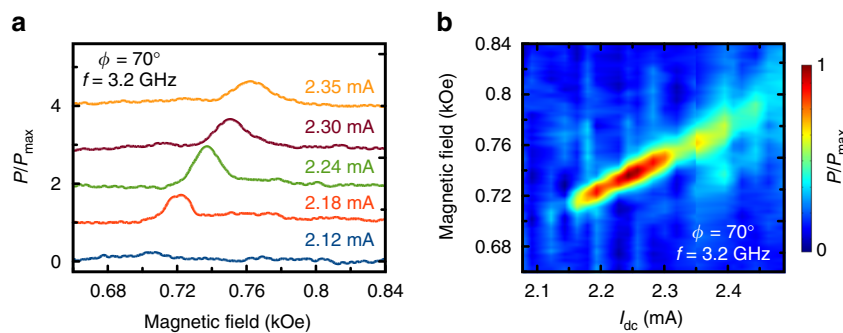 a
ϕ = 70°
f = 3.2 GHz
2.35 mA
2.30 mA
2.24 mA
2.18 mA
2.12 mA
P/Pmax
4
2
0
0.68 0.72 0.76 0.8 0.84
Magnetic field (kOe)
b
Magnetic field (kOe)
0.84
0.8
0.76
0.72
0.68
ϕ = 70°
f = 3.2 GHz
2.1 2.2 2.3 2.4
Idc (mA)
1
0
P/Pmax